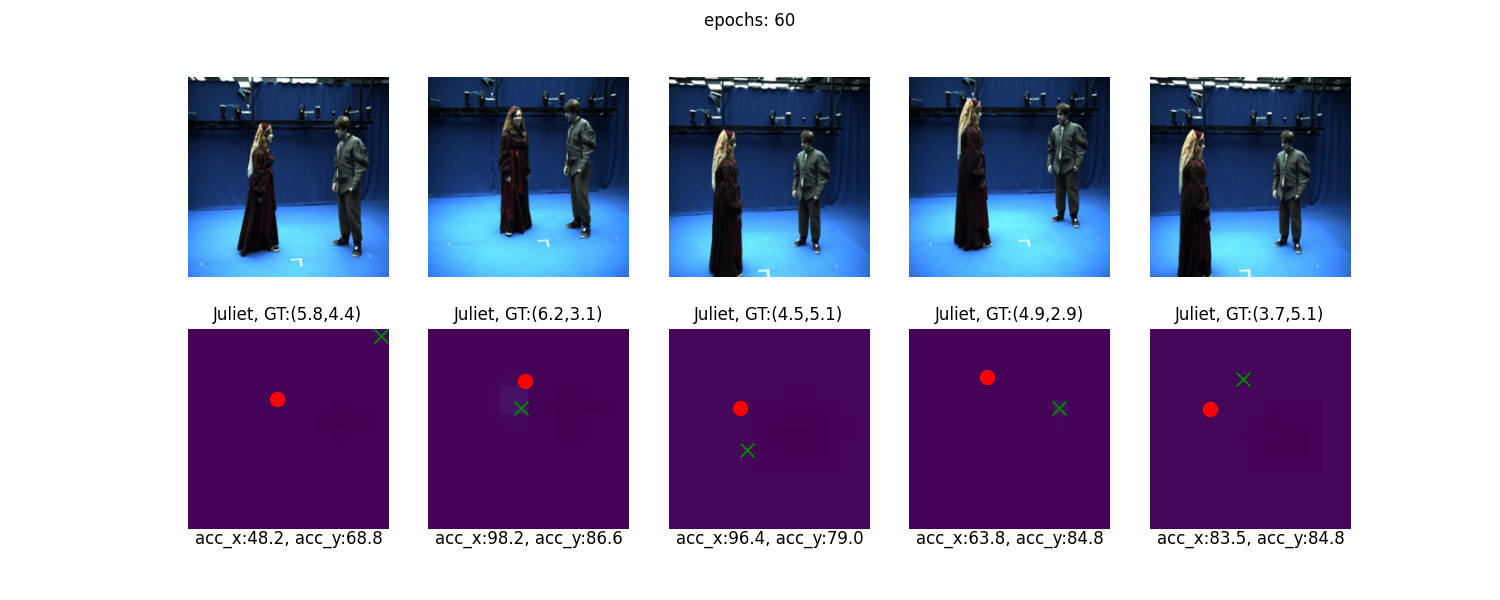 epochs: 60
Juliet, GT:(5.8,4.4)
Juliet, GT:(6.2,3.1)
Juliet, GT:(4.5,5.1)
Juliet, GT:(4.9,2.9)
Juliet, GT:(3.7,5.1)
acc_x:48.2, acc_y:68.8
acc_x:98.2, acc_y:86.6
acc_x:96.4, acc_y:79.0
acc_x:63.8, acc_y:84.8
acc_x:83.5, acc_y:84.8